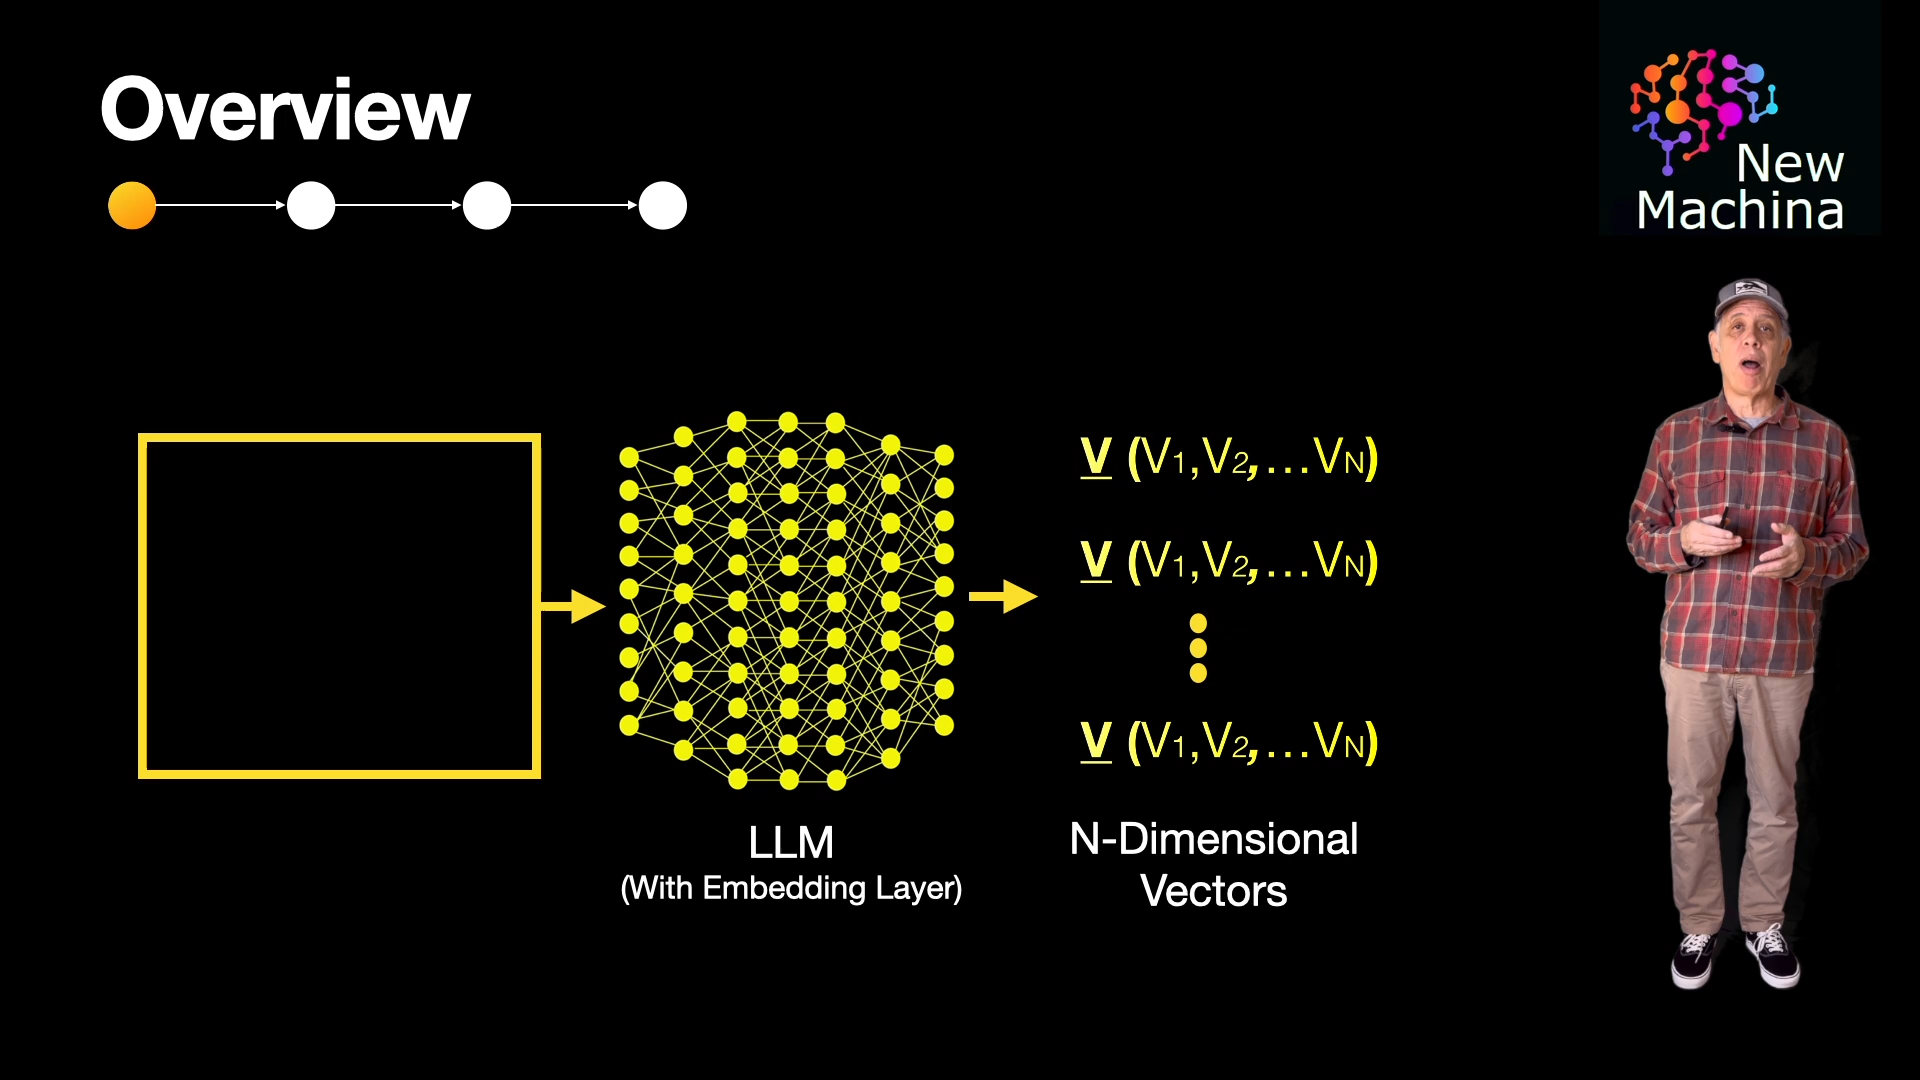 Overview
New
Machina
V (V1,V2,...VN)
V (V1,V2,...VN)
V (V1,V2,...VN)
LLM
(With Embedding Layer)
N-Dimensional
Vectors